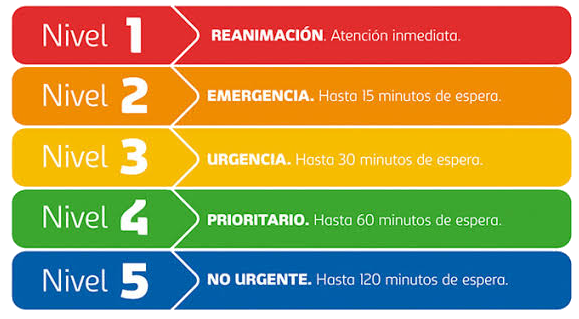 Nivel 1 REANIMACIÓN. Atención inmediata.
Nivel 2 EMERGENCIA. Hasta 15 minutos de espera.
Nivel 3 URGENCIA. Hasta 30 minutos de espera.
Nivel 4 PRIORITARIO. Hasta 60 minutos de espera.
Nivel 5 NO URGENTE. Hasta 120 minutos de espera.